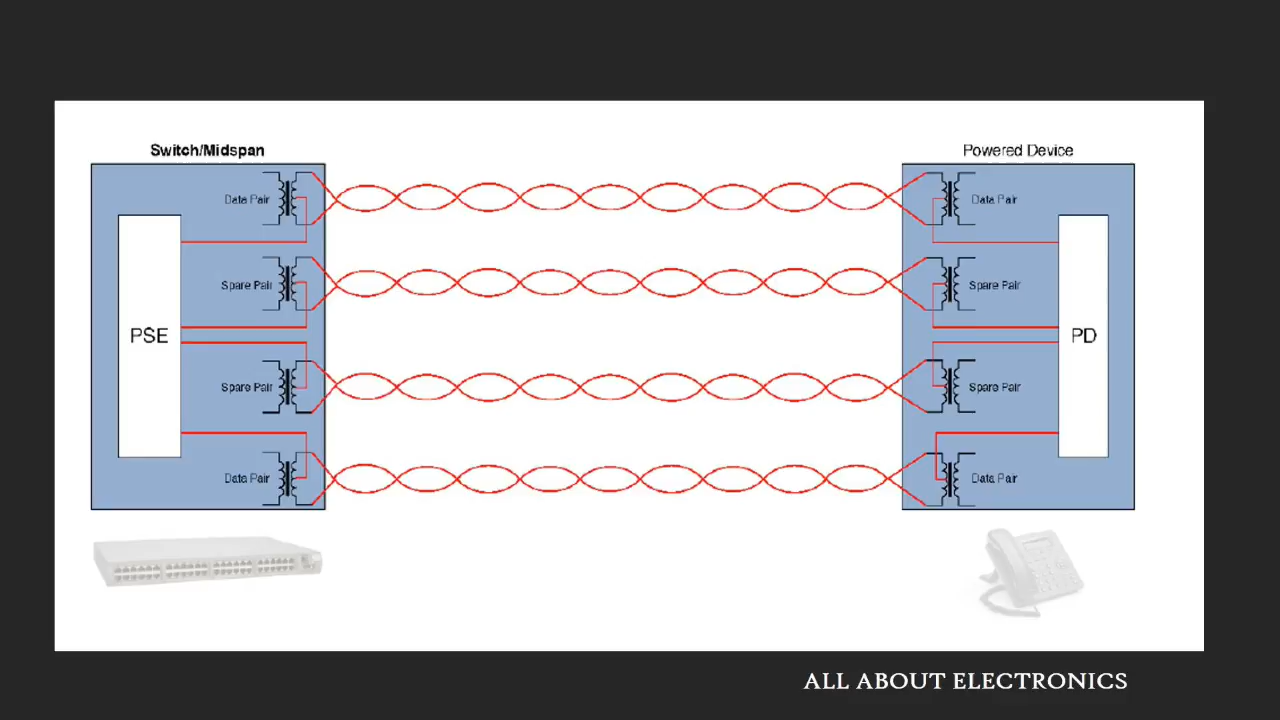 Switch/Midspan
Powered Device
Data Pair
Data Pair
Spare Pair
Spare Pair
PSE
PD
Spare Pair
Spare Pair
Data Pair
Data Pair
ALL ABOUT ELECTRONICS